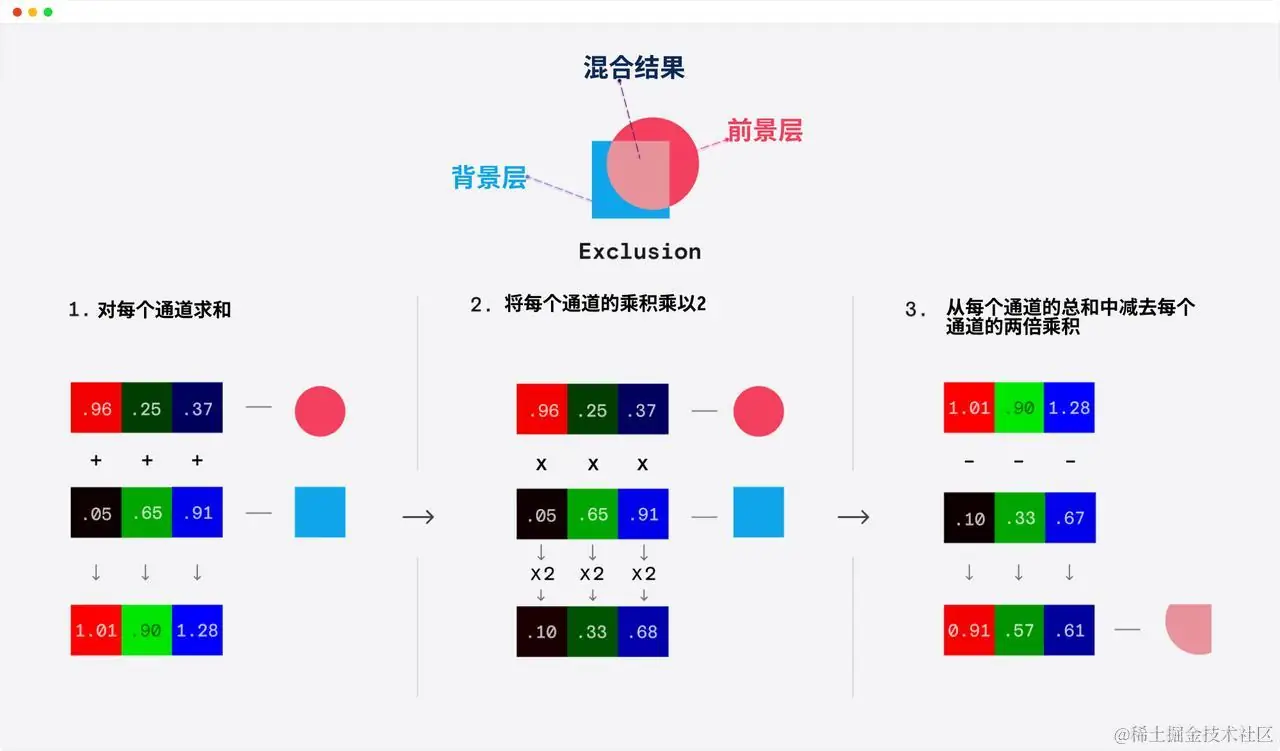 混合结果
前景层
背景层
Exclusion
1. 对每个通道求和
.96 .25 .37
+ + +
.05 .65 .91
↓ ↓ ↓
1.01 .90 1.28
→
2. 将每个通道的乘积乘以2
.96 .25 .37
x x x
.05 .65 .91
↓ ↓ ↓
x2 x2 x2
↓ ↓ ↓
.10 .33 .68
→
3. 从每个通道的总和中减去每个
通道的两倍乘积
1.01 .90 1.28
- - -
.10 .33 .67
↓ ↓ ↓
0.91 .57 .61
@稀土掘金技术社区